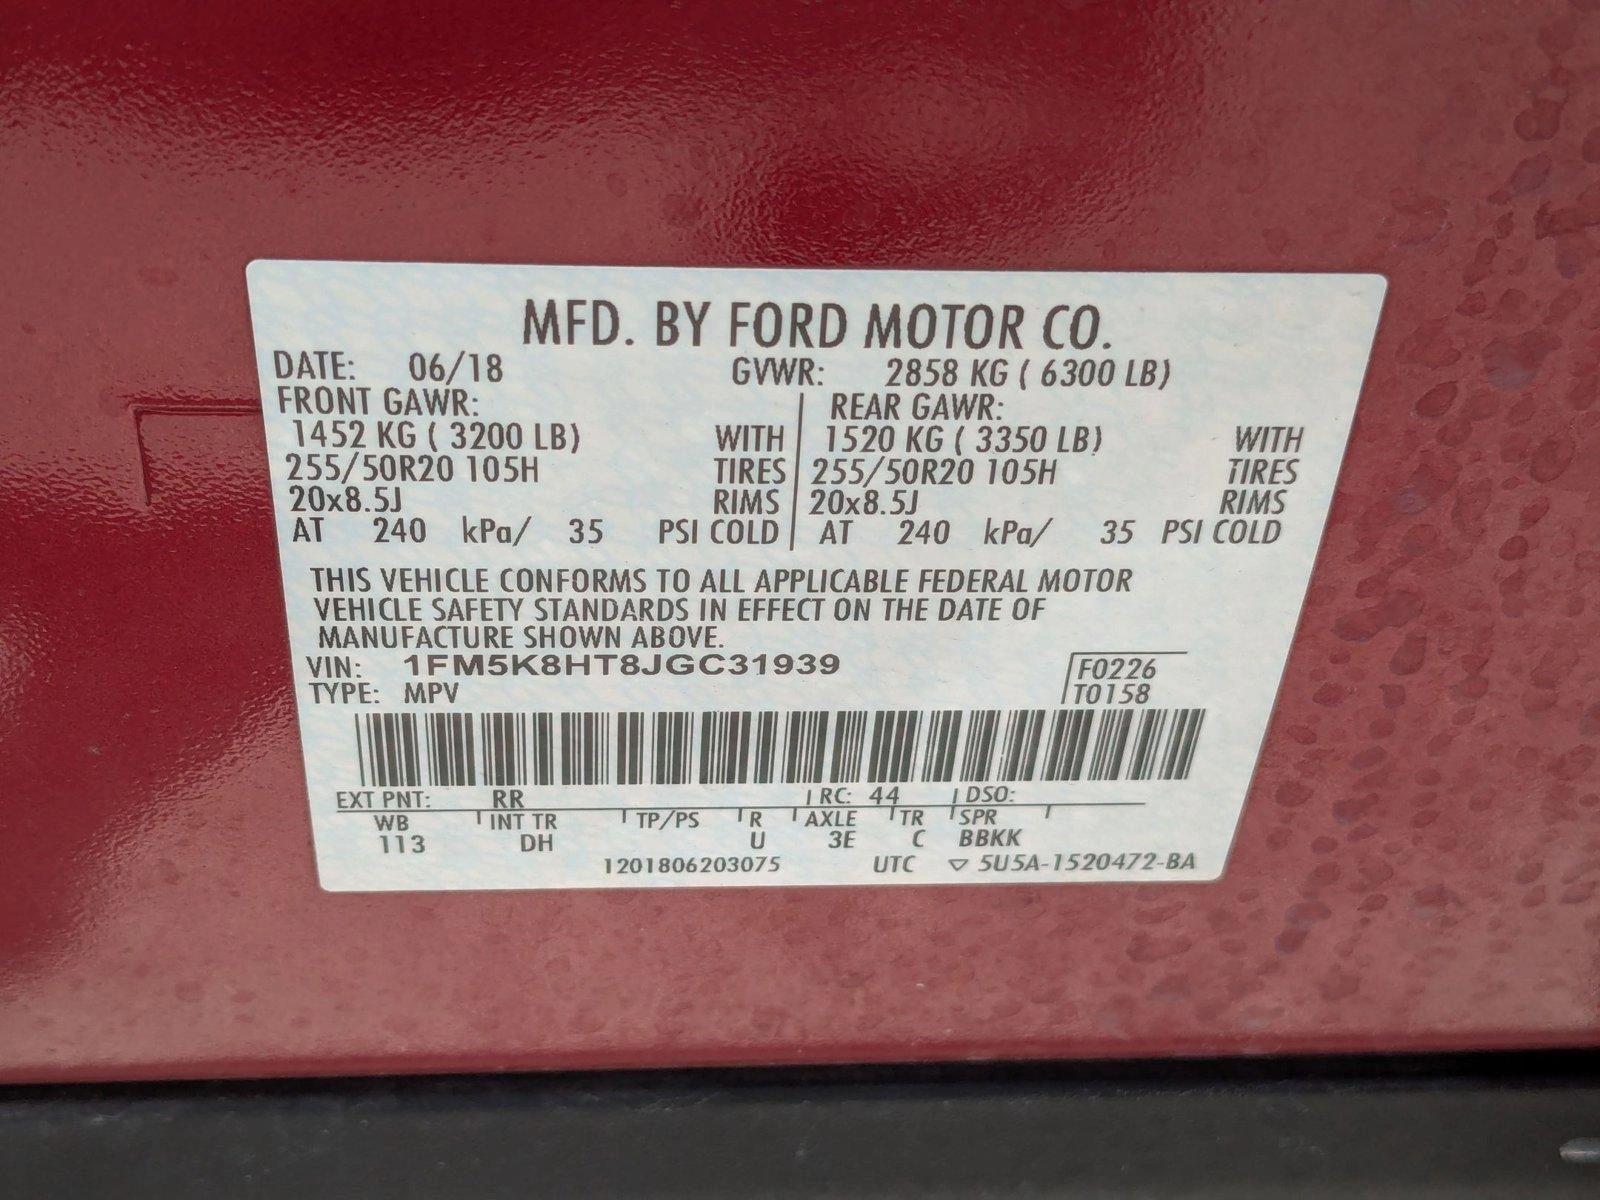 MFD. BY FORD MOTOR CO.
DATE: 06/18 GVWR: 2858 KG ( 6300 LB)
FRONT GAWR: REAR GAWR:
1452 KG ( 3200 LB) WITH 1520 KG ( 3350 LB) WITH
255/50R20 105H TIRES 255/50R20 105H TIRES
20x8.5J RIMS 20x8.5J RIMS
AT 240 kPa/ 35 PSI COLD AT 240 kPa/ 35 PSI COLD
THIS VEHICLE CONFORMS TO ALL APPLICABLE FEDERAL MOTOR
VEHICLE SAFETY STANDARDS IN EFFECT ON THE DATE OF
MANUFACTURE SHOWN ABOVE.
VIN: 1FM5K8HT8JGC31939 F0226
TYPE: MPV T0158
EXT PNT: RR RC: 44 DSO:
WB INT TR TP/PS R AXLE TR SPR
113 DH U 3E C BBKK
1201806203075 UTC ▽ 5U5A-1520472-BA